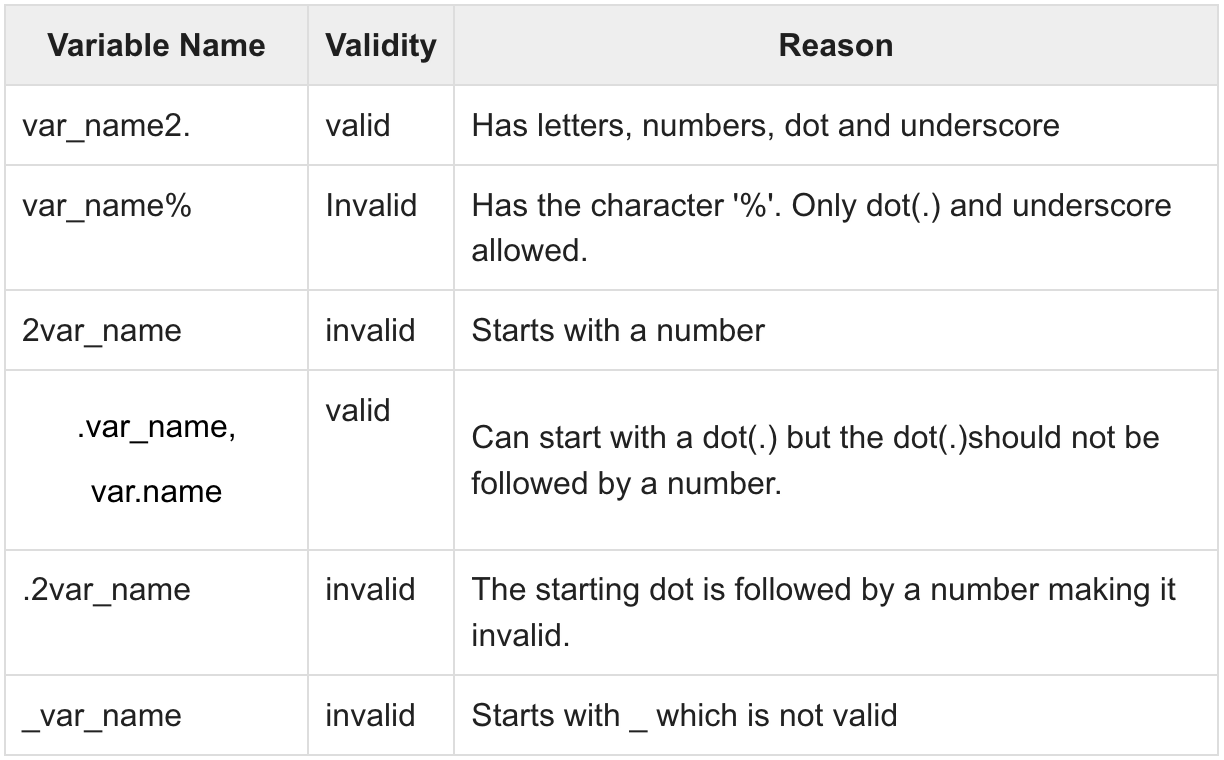 Variable Name Validity Reason
var_name2. valid Has letters, numbers, dot and underscore
var_name% Invalid Has the character '%'. Only dot(.) and underscore
allowed.
2var_name invalid Starts with a number
.var_name,
var.name
valid
Can start with a dot(.) but the dot(.)should not be
followed by a number.
.2var_name invalid The starting dot is followed by a number making it
invalid.
_var_name invalid Starts with _ which is not valid